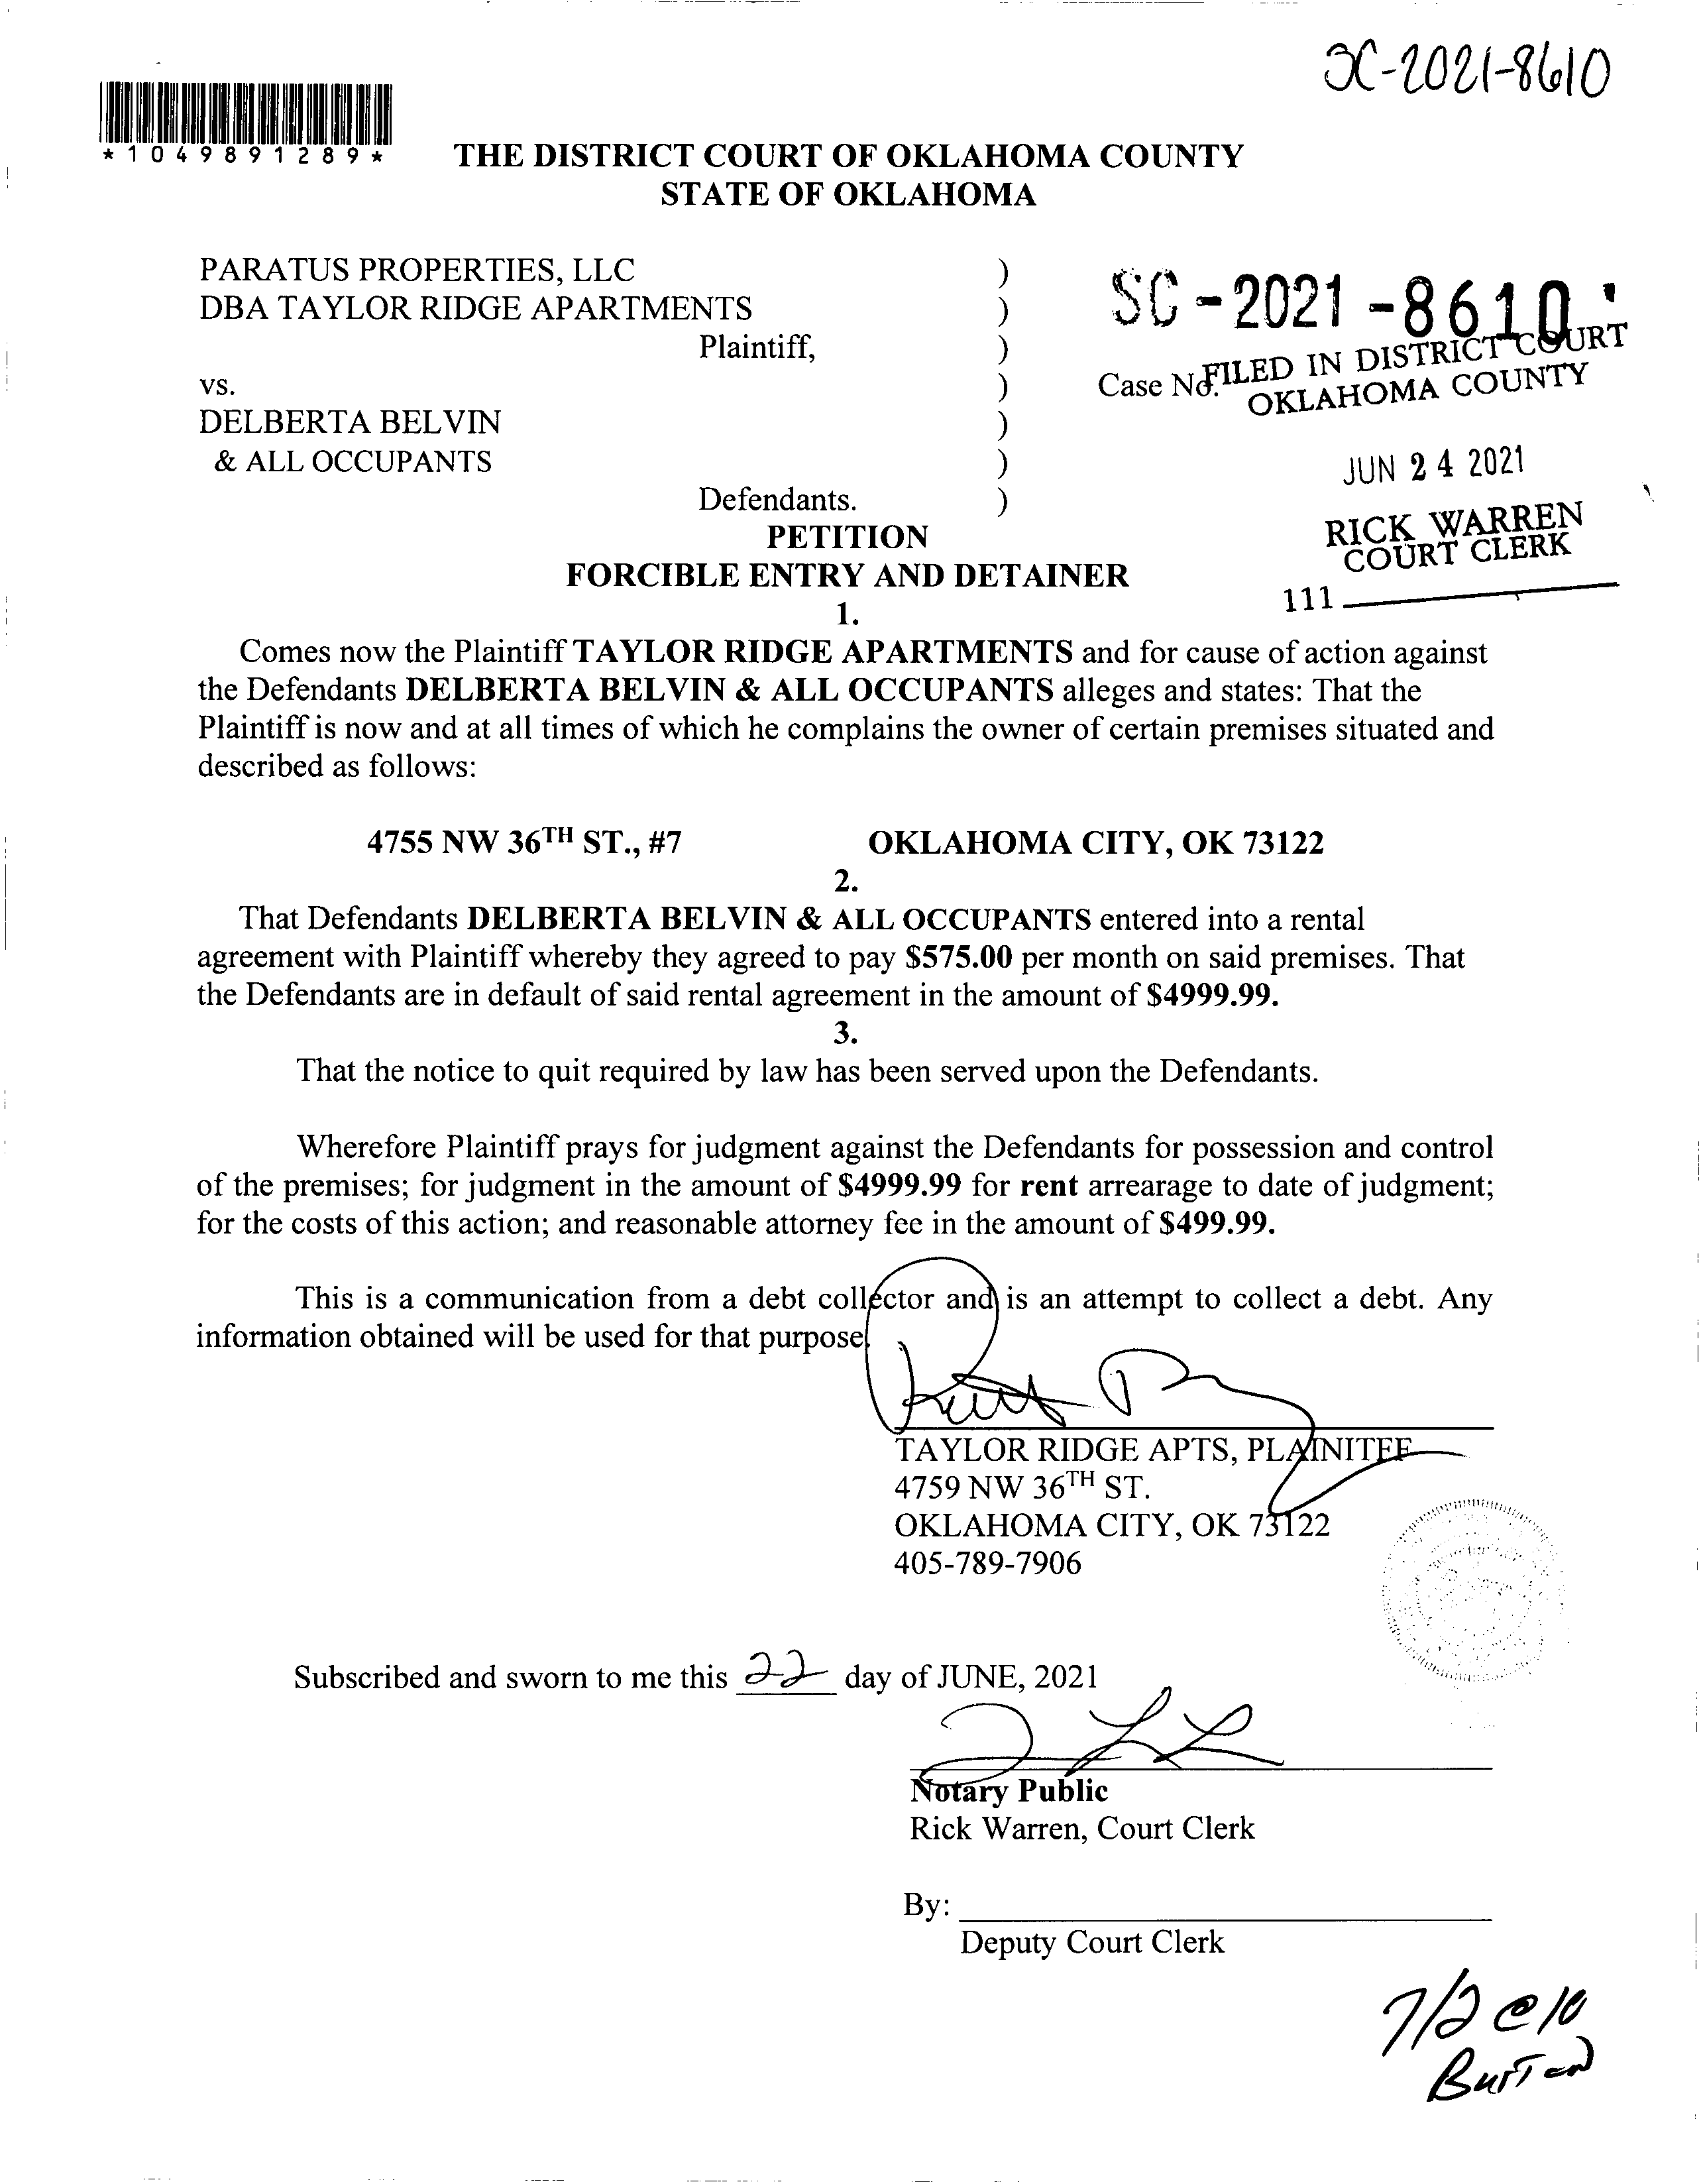 SC-2021-8610
*1049891289*
THE DISTRICT COURT OF OKLAHOMA COUNTY
STATE OF OKLAHOMA
PARATUS PROPERTIES, LLC )
DBA TAYLOR RIDGE APARTMENTS )
Plaintiff, )
vs. )
DELBERTA BELVIN )
& ALL OCCUPANTS )
Defendants. )
SC-2021-8610
Case No.
FILED IN DISTRICT COURT
OKLAHOMA COUNTY
JUN 24 2021
RICK WARREN
COURT CLERK
111
PETITION
FORCIBLE ENTRY AND DETAINER
1.
Comes now the Plaintiff TAYLOR RIDGE APARTMENTS and for cause of action against
the Defendants DELBERTA BELVIN & ALL OCCUPANTS alleges and states: That the
Plaintiff is now and at all times of which he complains the owner of certain premises situated and
described as follows:
4755 NW 36TH ST., #7 OKLAHOMA CITY, OK 73122
2.
That Defendants DELBERTA BELVIN & ALL OCCUPANTS entered into a rental
agreement with Plaintiff whereby they agreed to pay $575.00 per month on said premises. That
the Defendants are in default of said rental agreement in the amount of $4999.99.
3.
That the notice to quit required by law has been served upon the Defendants.
Wherefore Plaintiff prays for judgment against the Defendants for possession and control
of the premises; for judgment in the amount of $4999.99 for rent arrearage to date of judgment;
for the costs of this action; and reasonable attorney fee in the amount of $499.99.
This is a communication from a debt collector and is an attempt to collect a debt. Any
information obtained will be used for that purpose.
TAYLOR RIDGE APTS, PLAINITFF
4759 NW 36TH ST.
OKLAHOMA CITY, OK 73122
405-789-7906
Subscribed and sworn to me this 22 day of JUNE, 2021
Notary Public
Rick Warren, Court Clerk
By:
Deputy Court Clerk
7/2 @ 10
Burton